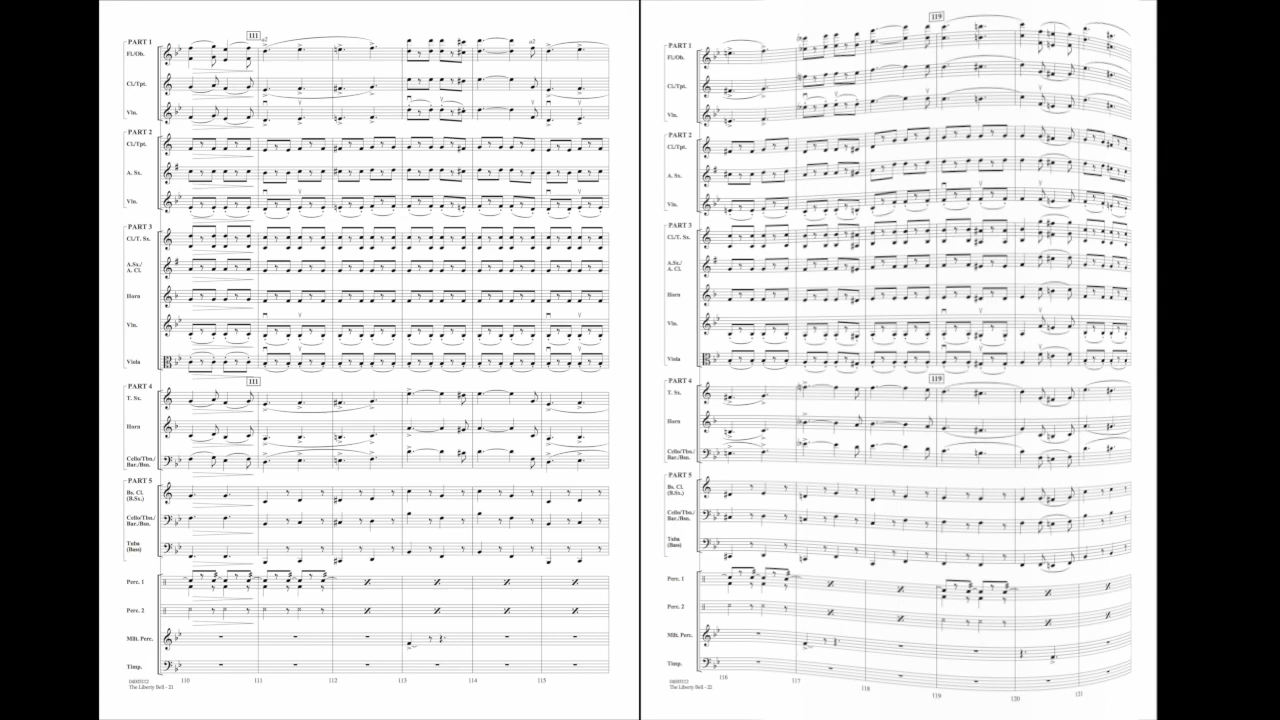 111
PART 1
a2
a2
Fl./Ob.
Cl./Tpt.
Vln.
PART 2
Cl./Tpt.
A. Sx.
Vln.
PART 3
Cl./T. Sx.
A.Sx./
A. Cl.
Horn
Vln.
Viola
111
PART 4
T. Sx.
Horn
Cello/Tbn./
Bar./Bsn.
PART 5
Bs. Cl.
(B.Sx.)
Cello/Tbn./
Bar./Bsn.
Tuba
(Bass)
Perc. 1
Perc. 2
Mlt. Perc.
Timp.
04003112
The Liberty Bell - 21
110 111 112 113 114 115
119
PART 1
Fl./Ob.
Cl./Tpt.
Vln.
PART 2
Cl./Tpt.
A. Sx.
Vln.
PART 3
Cl./T. Sx.
A.Sx./
A. Cl.
Horn
Vln.
Viola
119
PART 4
T. Sx.
Horn
Cello/Tbn./
Bar./Bsn.
PART 5
Bs. Cl.
(B.Sx.)
Cello/Tbn./
Bar./Bsn.
Tuba
(Bass)
Perc. 1
Perc. 2
Mlt. Perc.
Timp.
04003112
The Liberty Bell - 22
116 117 118 119 120 121